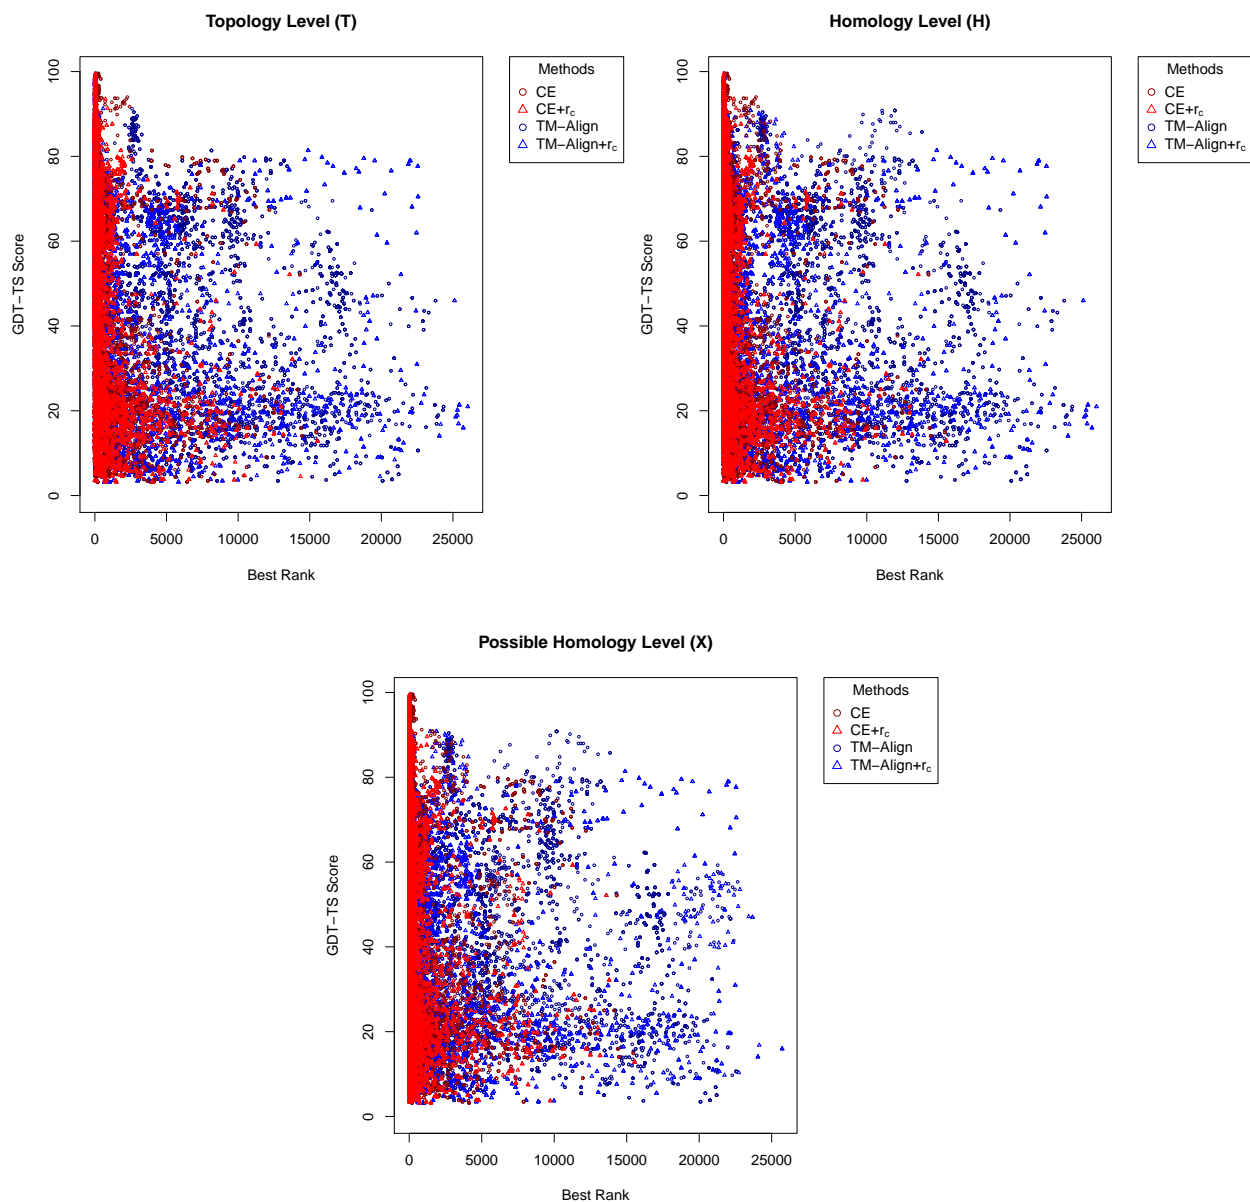 Topology Level (T)
GDT−TS Score
0
20
40
60
80
100
0 5000 10000 15000 20000 25000
Best Rank
Methods
CE
CE+rc
TM−Align
TM−Align+rc
Homology Level (H)
GDT−TS Score
0
20
40
60
80
100
0 5000 10000 15000 20000 25000
Best Rank
Methods
CE
CE+rc
TM−Align
TM−Align+rc
Possible Homology Level (X)
GDT−TS Score
0
20
40
60
80
100
0 5000 10000 15000 20000 25000
Best Rank
Methods
CE
CE+rc
TM−Align
TM−Align+rc